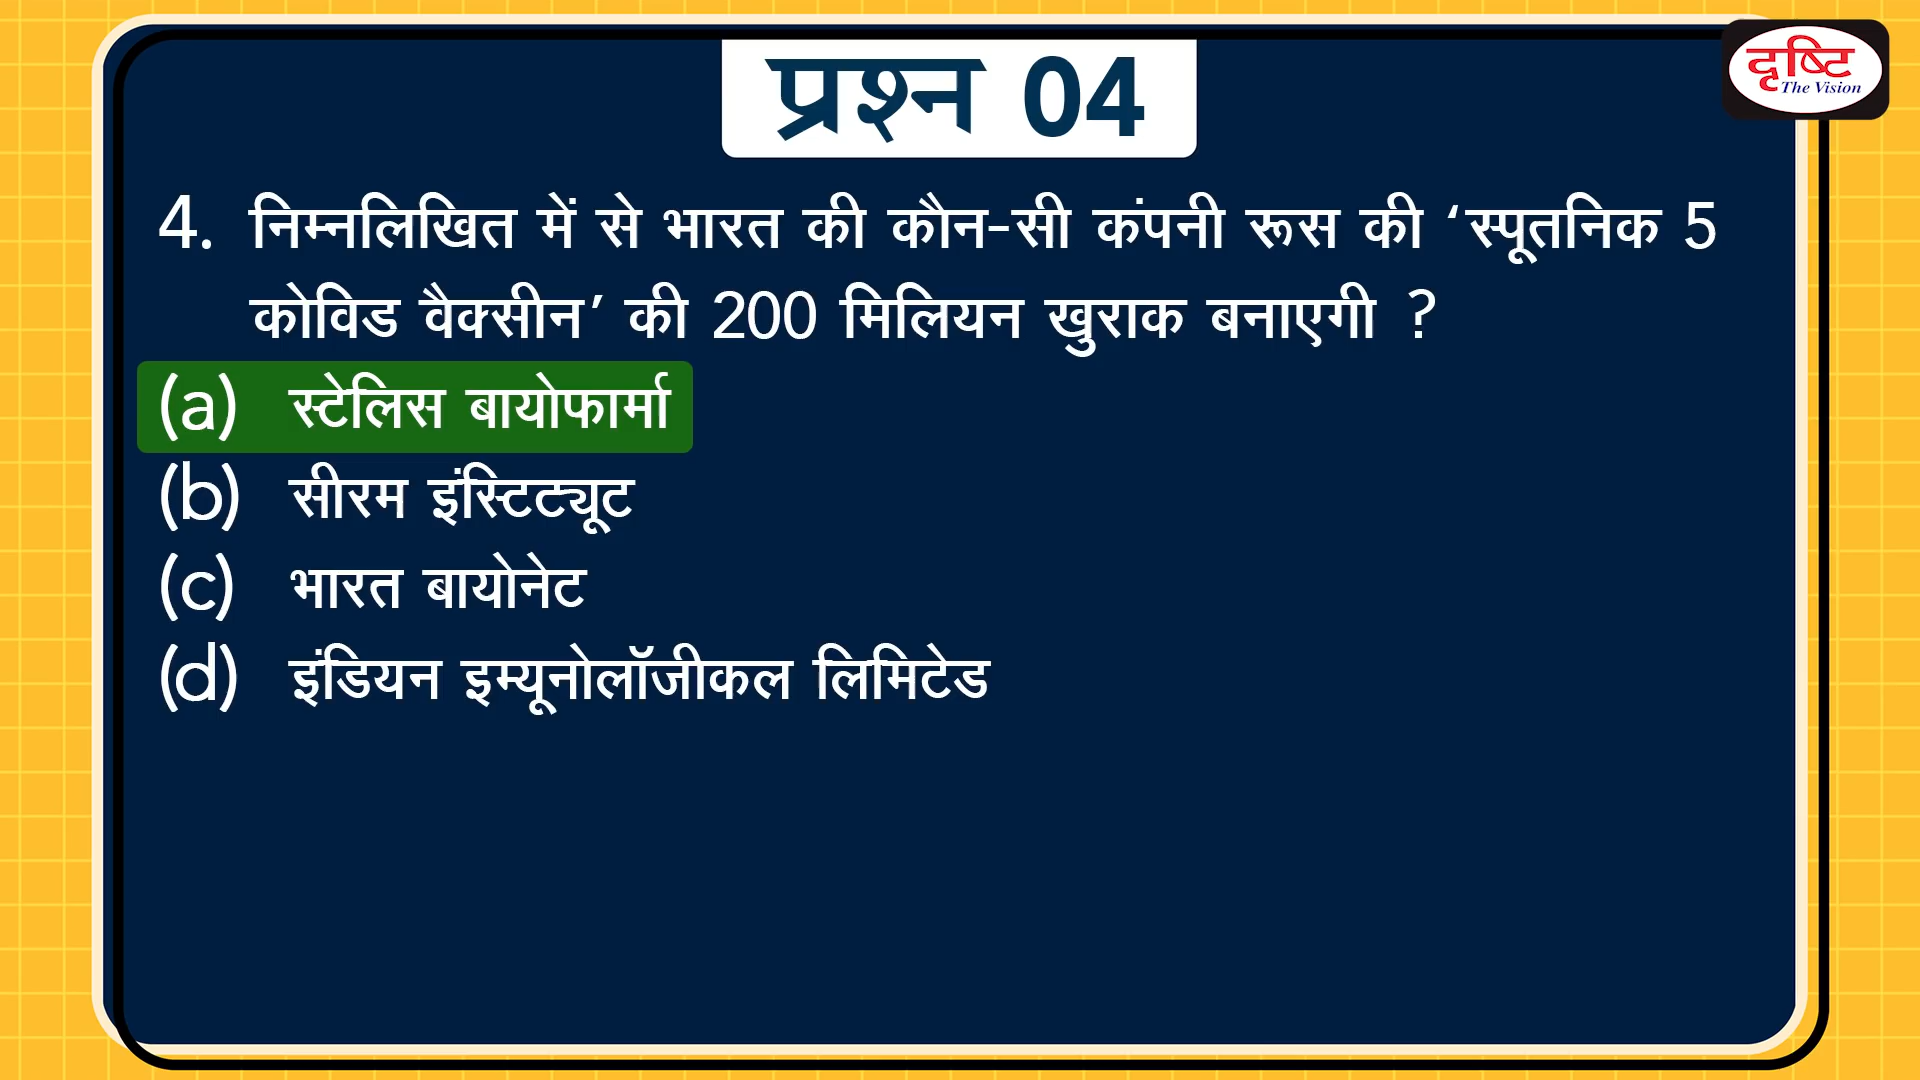 दृष्टि
The Vision
प्रश्न 04
4. निम्नलिखित में से भारत की कौन-सी कंपनी रूस की ‘स्पूतनिक 5
कोविड वैक्सीन’ की 200 मिलियन खुराक बनाएगी ?
(a) स्टेलिस बायोफार्मा
(b) सीरम इंस्टिट्यूट
(c) भारत बायोनेट
(d) इंडियन इम्यूनोलॉजीकल लिमिटेड